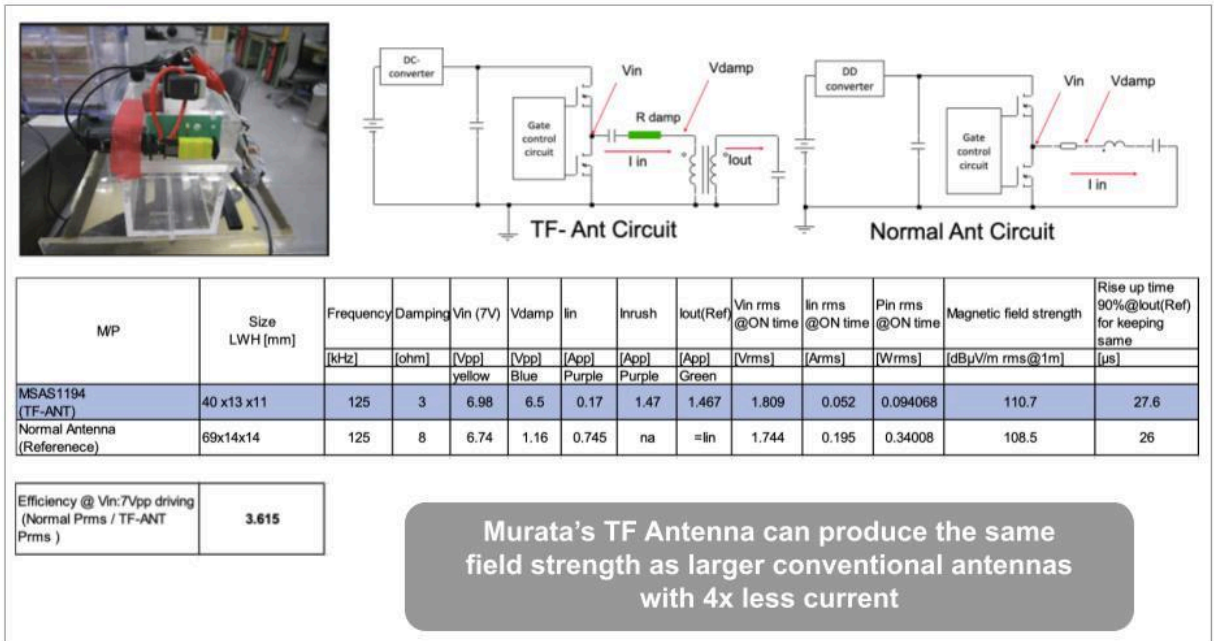 DC-
converter
Gate
control
circuit
Vin
Vdamp
R damp
I in
Iout
TF- Ant Circuit
DD
converter
Gate
control
circuit
Vin
Vdamp
I in
Normal Ant Circuit
M/P
Size
LWH [mm]
Frequency Damping Vin (7V) Vdamp Iin Inrush Iout(Ref) Vin rms @ON time Iin rms @ON time Pin rms @ON time Magnetic field strength Rise up time 90%@Iout(Ref) for keeping same
[kHz] [ohm] [Vpp] [Vpp] [App] [App] [App] [Vrms] [Arms] [Wrms] [dBµV/m rms@1m] [µs]
yellow Blue Purple Purple Green
MSAS1194
(TF-ANT) 40 x13 x11 125 3 6.98 6.5 0.17 1.47 1.467 1.809 0.052 0.094068 110.7 27.6
Normal Antenna
(Referenece) 69x14x14 125 8 6.74 1.16 0.745 na =Iin 1.744 0.195 0.34008 108.5 26
Efficiency @ Vin:7Vpp driving
(Normal Prms / TF-ANT
Prms )
3.615
Murata's TF Antenna can produce the same
field strength as larger conventional antennas
with 4x less current